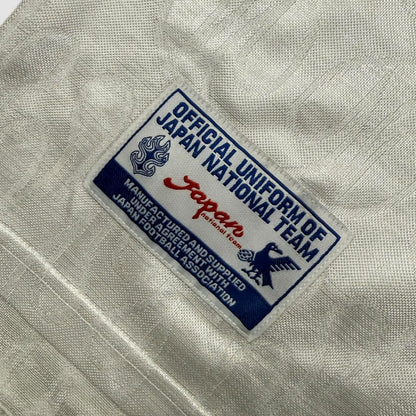 OFFICIAL UNIFORM OF
JAPAN NATIONAL TEAM
Japan
national team
MANUFACTURED AND SUPPLIED
UNDER AGREEMENT WITH
JAPAN FOOTBALL ASSOCIATION